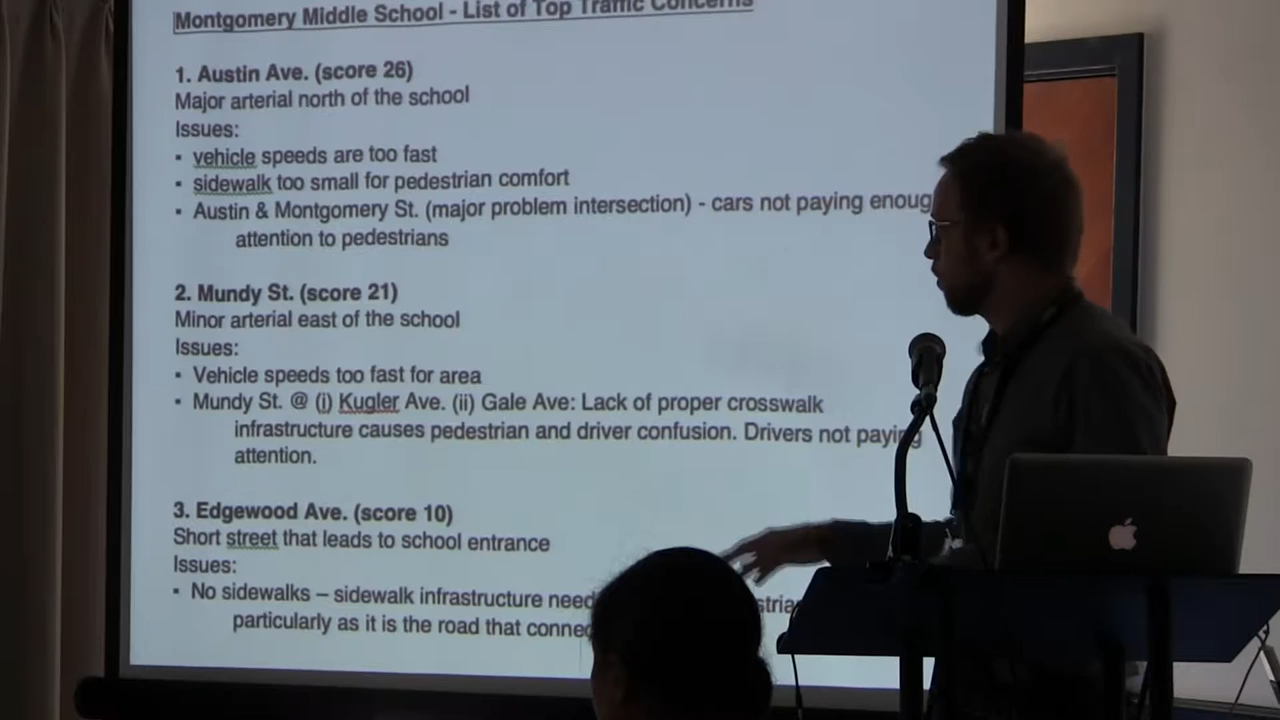 Montgomery Middle School - List of Top Traffic Concerns
1. Austin Ave. (score 26)
Major arterial north of the school
Issues:
▪ vehicle speeds are too fast
▪ sidewalk too small for pedestrian comfort
▪ Austin & Montgomery St. (major problem intersection) - cars not paying enoug
attention to pedestrians
2. Mundy St. (score 21)
Minor arterial east of the school
Issues:
▪ Vehicle speeds too fast for area
▪ Mundy St. @ (i) Kugler Ave. (ii) Gale Ave: Lack of proper crosswalk
infrastructure causes pedestrian and driver confusion. Drivers not paying
attention.
3. Edgewood Ave. (score 10)
Short street that leads to school entrance
Issues:
▪ No sidewalks – sidewalk infrastructure
particularly as it is the road that